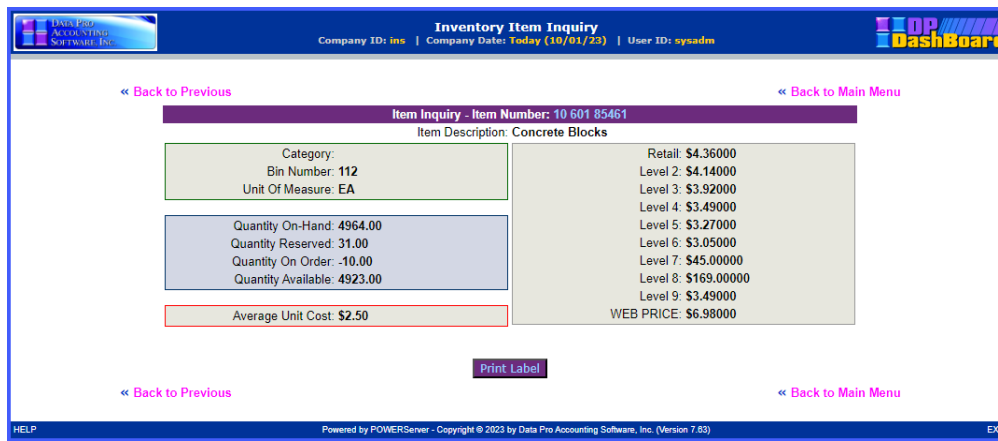 DATA PRO
ACCOUNTING
SOFTWARE, INC.
Inventory Item Inquiry
Company ID: ins | Company Date: Today (10/01/23) | User ID: sysadm
DP
DashBoard
« Back to Previous
« Back to Main Menu
Item Inquiry - Item Number: 10 601 85461
Item Description: Concrete Blocks
Category:
Bin Number: 112
Unit Of Measure: EA
Quantity On-Hand: 4964.00
Quantity Reserved: 31.00
Quantity On Order: -10.00
Quantity Available: 4923.00
Average Unit Cost: $2.50
Retail: $4.36000
Level 2: $4.14000
Level 3: $3.92000
Level 4: $3.49000
Level 5: $3.27000
Level 6: $3.05000
Level 7: $45.00000
Level 8: $169.00000
Level 9: $3.49000
WEB PRICE: $6.98000
Print Label
« Back to Previous
« Back to Main Menu
HELP
Powered by POWERServer - Copyright © 2023 by Data Pro Accounting Software, Inc. (Version 7.63)
EX